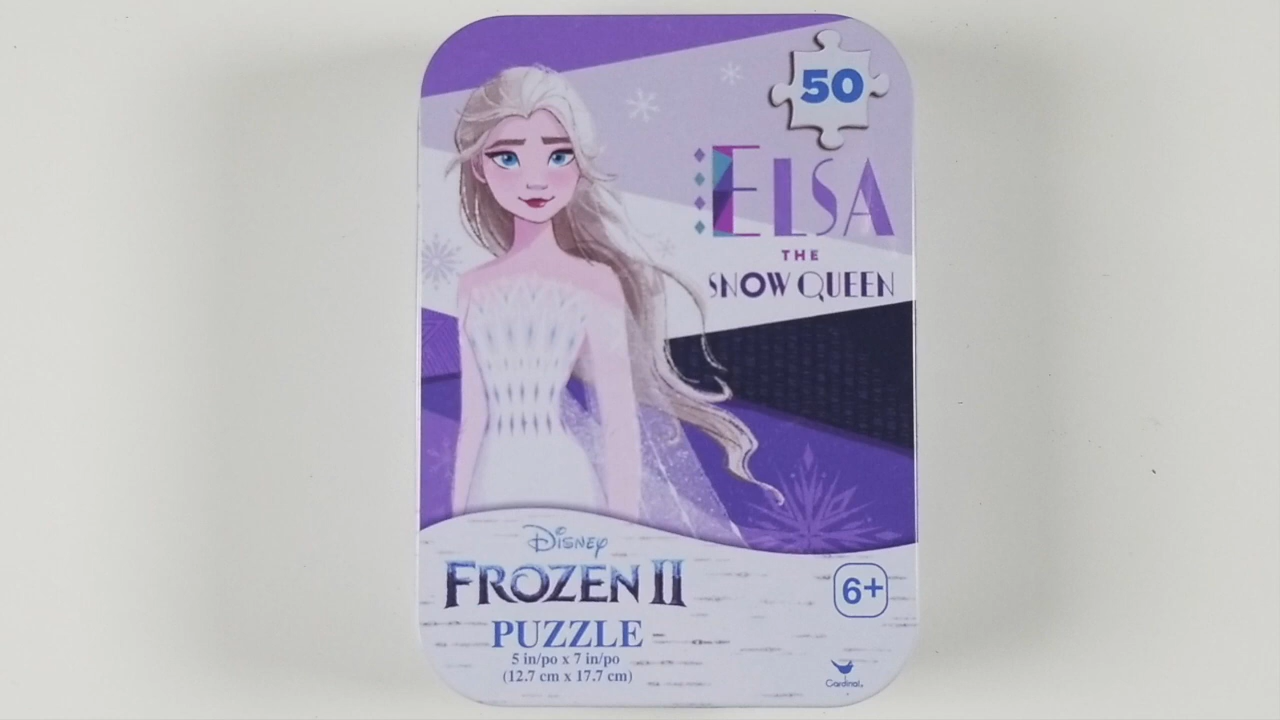 50
ELSA
THE
SNOW QUEEN
Disney
FROZEN II
PUZZLE
5 in/po x 7 in/po
(12.7 cm x 17.7 cm)
6+
Cardinal.